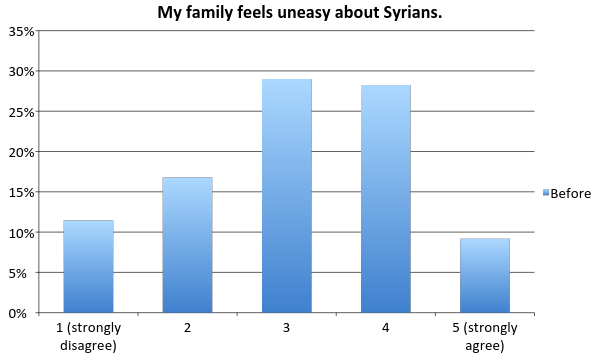 My family feels uneasy about Syrians.
35%
30%
25%
20%
15%
10%
5%
0%
1 (strongly
disagree)
2
3
4
5 (strongly
agree)
Before